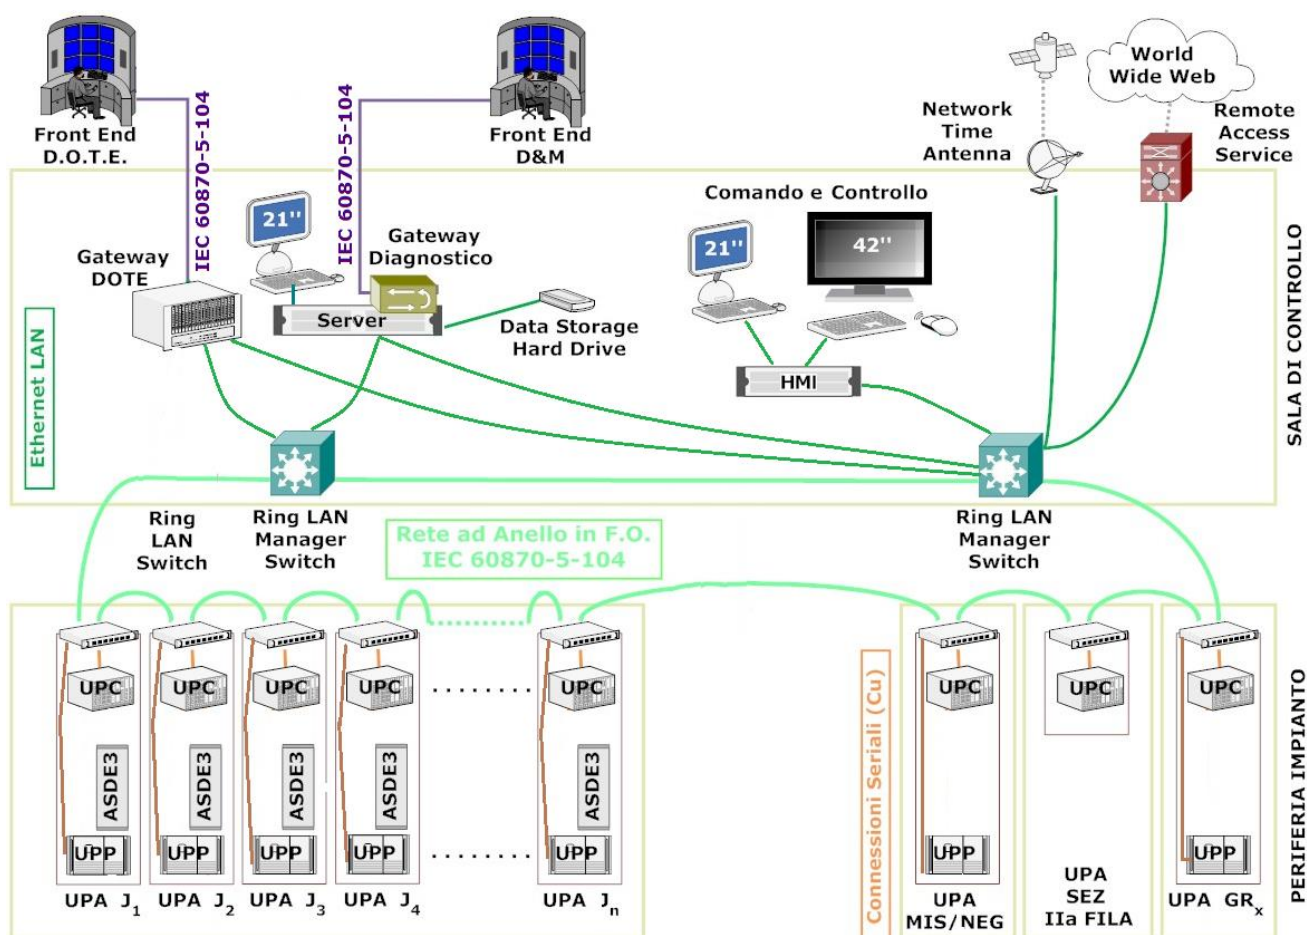 World
Wide Web
Front End
D.O.T.E.
IEC 60870-5-104
IEC 60870-5-104
Front End
D&M
Network
Time
Antenna
Remote
Access
Service
Comando e Controllo
21''
21''
42''
Gateway
DOTE
Gateway
Diagnostico
Server
Data Storage
Hard Drive
HMI
Ethernet LAN
SALA DI CONTROLLO
Ring
LAN
Switch
Ring LAN
Manager
Switch
Rete ad Anello in F.O.
IEC 60870-5-104
Ring LAN
Manager
Switch
UPC
UPC
UPC
UPC
UPC
UPC
UPC
UPC
ASDE3
ASDE3
ASDE3
ASDE3
ASDE3
Connessioni Seriali (Cu)
PERIFERIA IMPIANTO
UPP
UPP
UPP
UPP
UPP
UPP
UPP
UPA J1
UPA J2
UPA J3
UPA J4
UPA Jn
UPA
MIS/NEG
UPA
SEZ
IIa FILA
UPA GRx